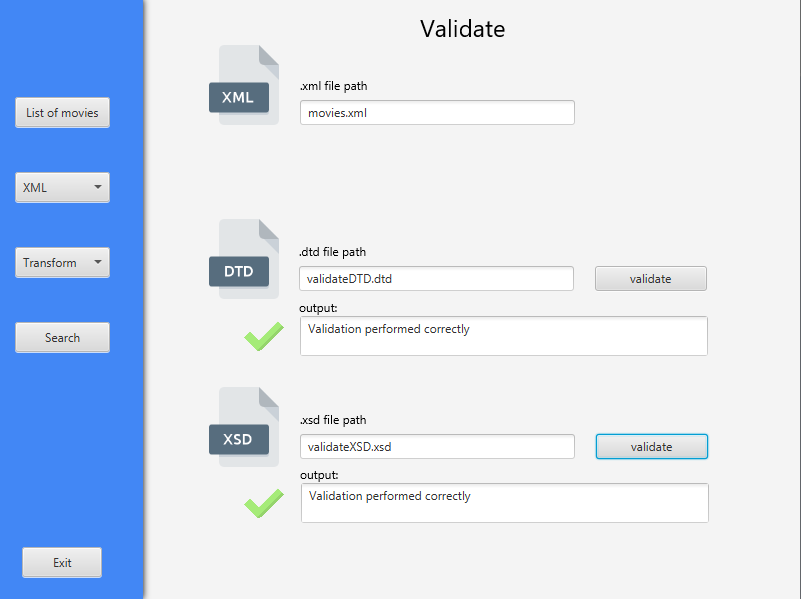 Validate
List of movies
XML
Transform
Search
Exit
XML
.xml file path
movies.xml
DTD
.dtd file path
validateDTD.dtd
validate
output:
Validation performed correctly
XSD
.xsd file path
validateXSD.xsd
validate
output:
Validation performed correctly